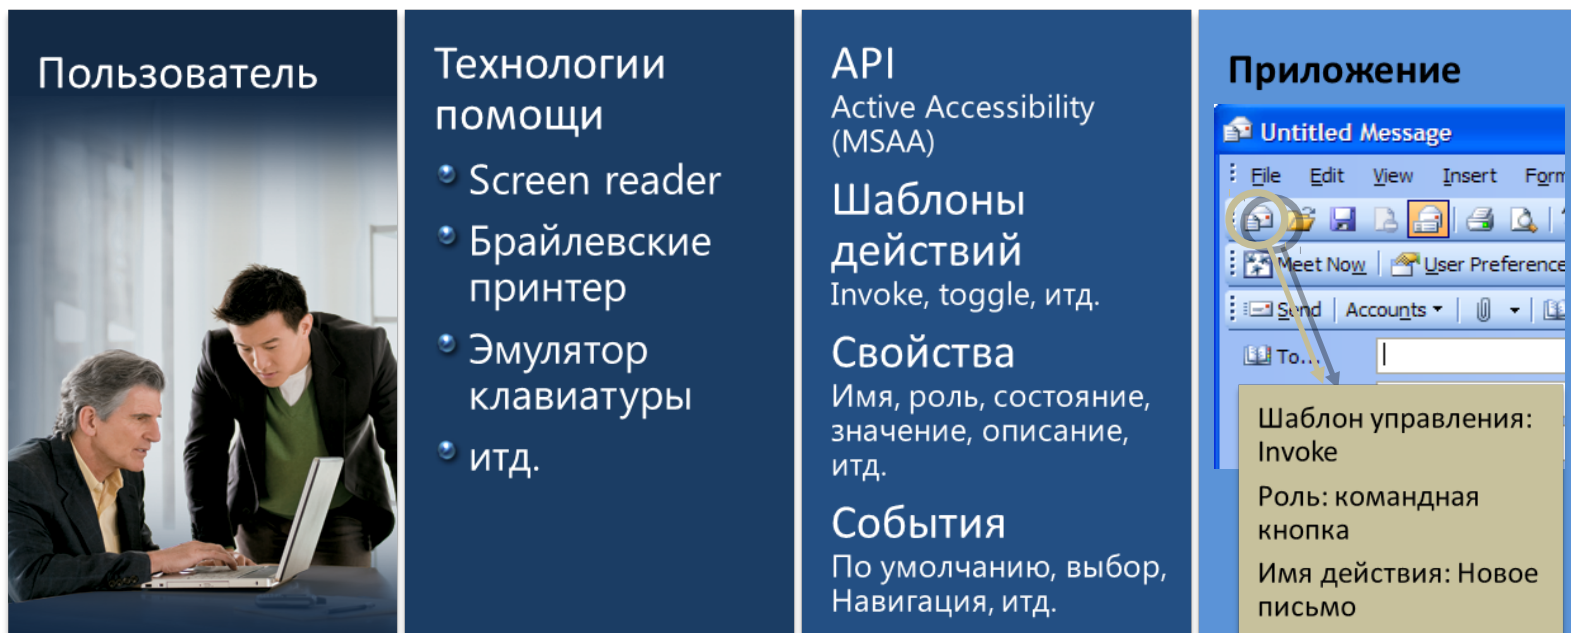 Пользователь
Технологии
помощи
Screen reader
Брайлевские
принтер
Эмулятор
клавиатуры
итд.
API
Active Accessibility
(MSAA)
Шаблоны
действий
Invoke, toggle, итд.
Свойства
Имя, роль, состояние,
значение, описание,
итд.
События
По умолчанию, выбор,
Навигация, итд.
Приложение
Untitled Message
File Edit View Insert Form
Meet Now User Preference
Send Accounts
To...
Шаблон управления:
Invoke
Роль: командная
кнопка
Имя действия: Новое
письмо